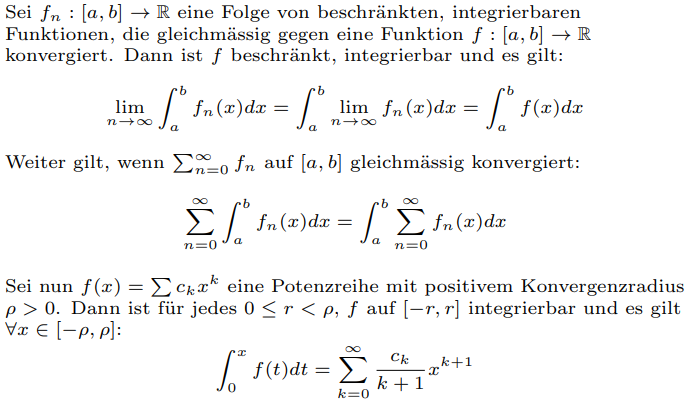 Sei $f_n : [a, b] \to \mathbb{R}$ eine Folge von beschränkten, integrierbaren
Funktionen, die gleichmässig gegen eine Funktion $f : [a, b] \to \mathbb{R}$
konvergiert. Dann ist $f$ beschränkt, integrierbar und es gilt:
$\lim_{n \to \infty} \int_a^b f_n(x)dx = \int_a^b \lim_{n \to \infty} f_n(x)dx = \int_a^b f(x)dx$
Weiter gilt, wenn $\sum_{n=0}^{\infty} f_n$ auf $[a, b]$ gleichmässig konvergiert:
$\sum_{n=0}^{\infty} \int_a^b f_n(x)dx = \int_a^b \sum_{n=0}^{\infty} f_n(x)dx$
Sei nun $f(x) = \sum c_k x^k$ eine Potenzreihe mit positivem Konvergenzradius
$\rho > 0$. Dann ist für jedes $0 \leq r < \rho$, $f$ auf $[-r, r]$ integrierbar und es gilt
$\forall x \in [-\rho, \rho]$:
$\int_0^x f(t)dt = \sum_{k=0}^{\infty} \frac{c_k}{k+1} x^{k+1}$